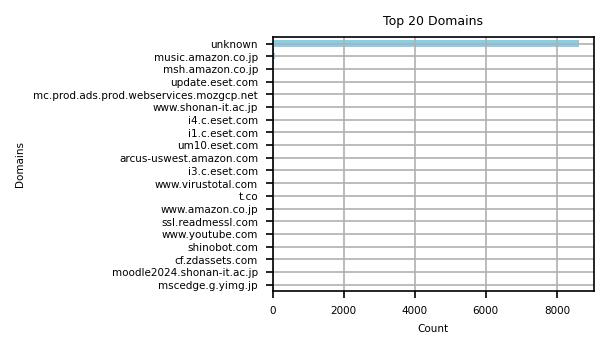 Top 20 Domains
unknown
music.amazon.co.jp
msh.amazon.co.jp
update.eset.com
mc.prod.ads.prod.webservices.mozgcp.net
www.shonan-it.ac.jp
i4.c.eset.com
i1.c.eset.com
um10.eset.com
arcus-uswest.amazon.com
i3.c.eset.com
www.virustotal.com
t.co
www.amazon.co.jp
ssl.readmessl.com
www.youtube.com
shinobot.com
cf.zdassets.com
moodle2024.shonan-it.ac.jp
mscedge.g.yimg.jp
Domains
0 2000 4000 6000 8000
Count